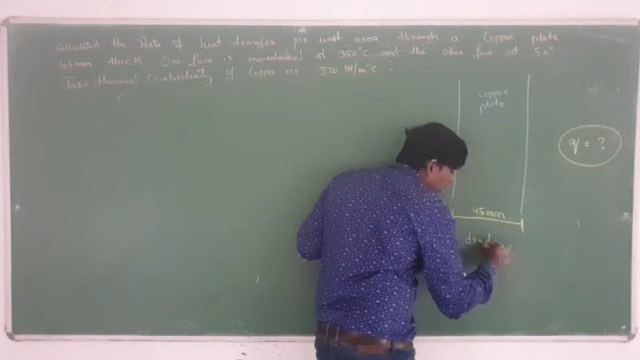 Calculated the Rate of heat transfer per unit area through a Copper plate
45mm thick. One face is maintained at 350°C and the other face at 50°
Take thermal Conductivity of Copper as 370 W/m°C ?
Copper
plate
q = ?
45mm